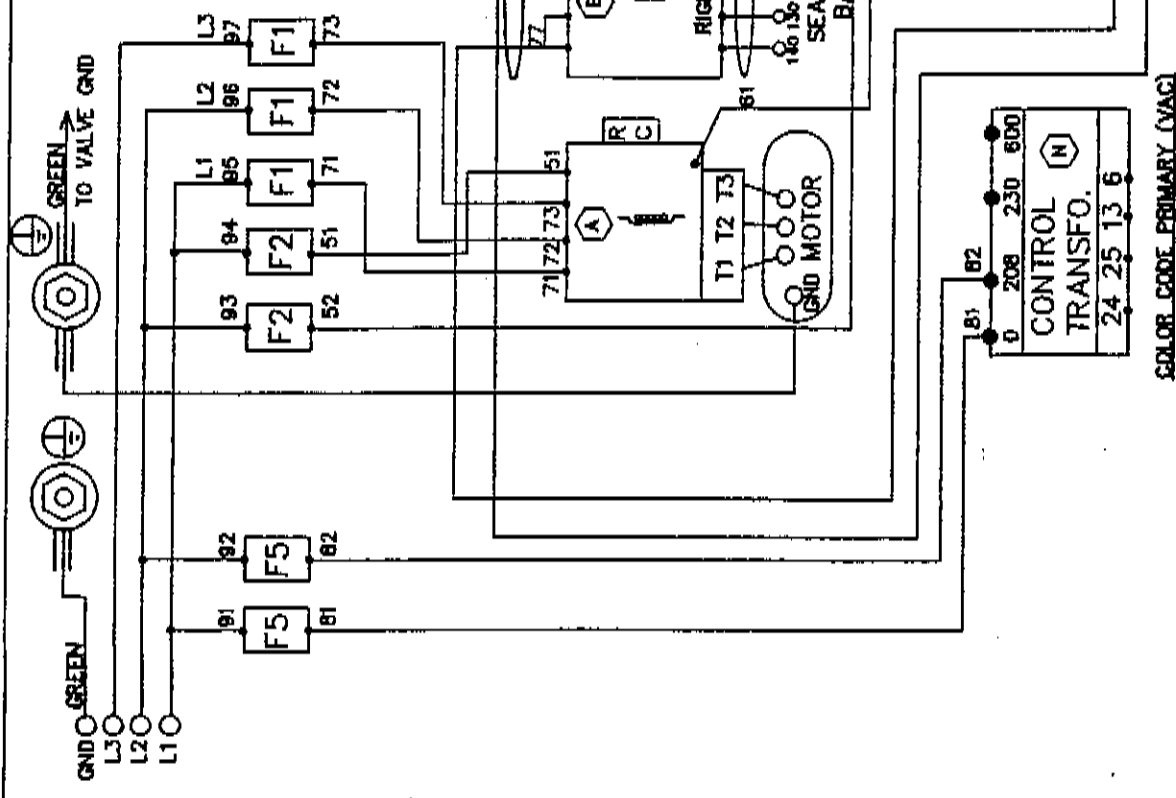 L3
97
F1
73
L2
96
F1
72
L1
95
F1
71
94
F2
51
93
F2
52
GREEN
TO VALVE GND
92
F5
82
91
F5
81
GREEN
GND
L3
L2
L1
77
140
130
61
R
C
51
73
72
71
A
T1 T2 T3
GND MOTOR
81
82
0 208 230 600
CONTROL
TRANSFO.
N
24 25 13 6
COLOR CODE PRIMARY (VAC)